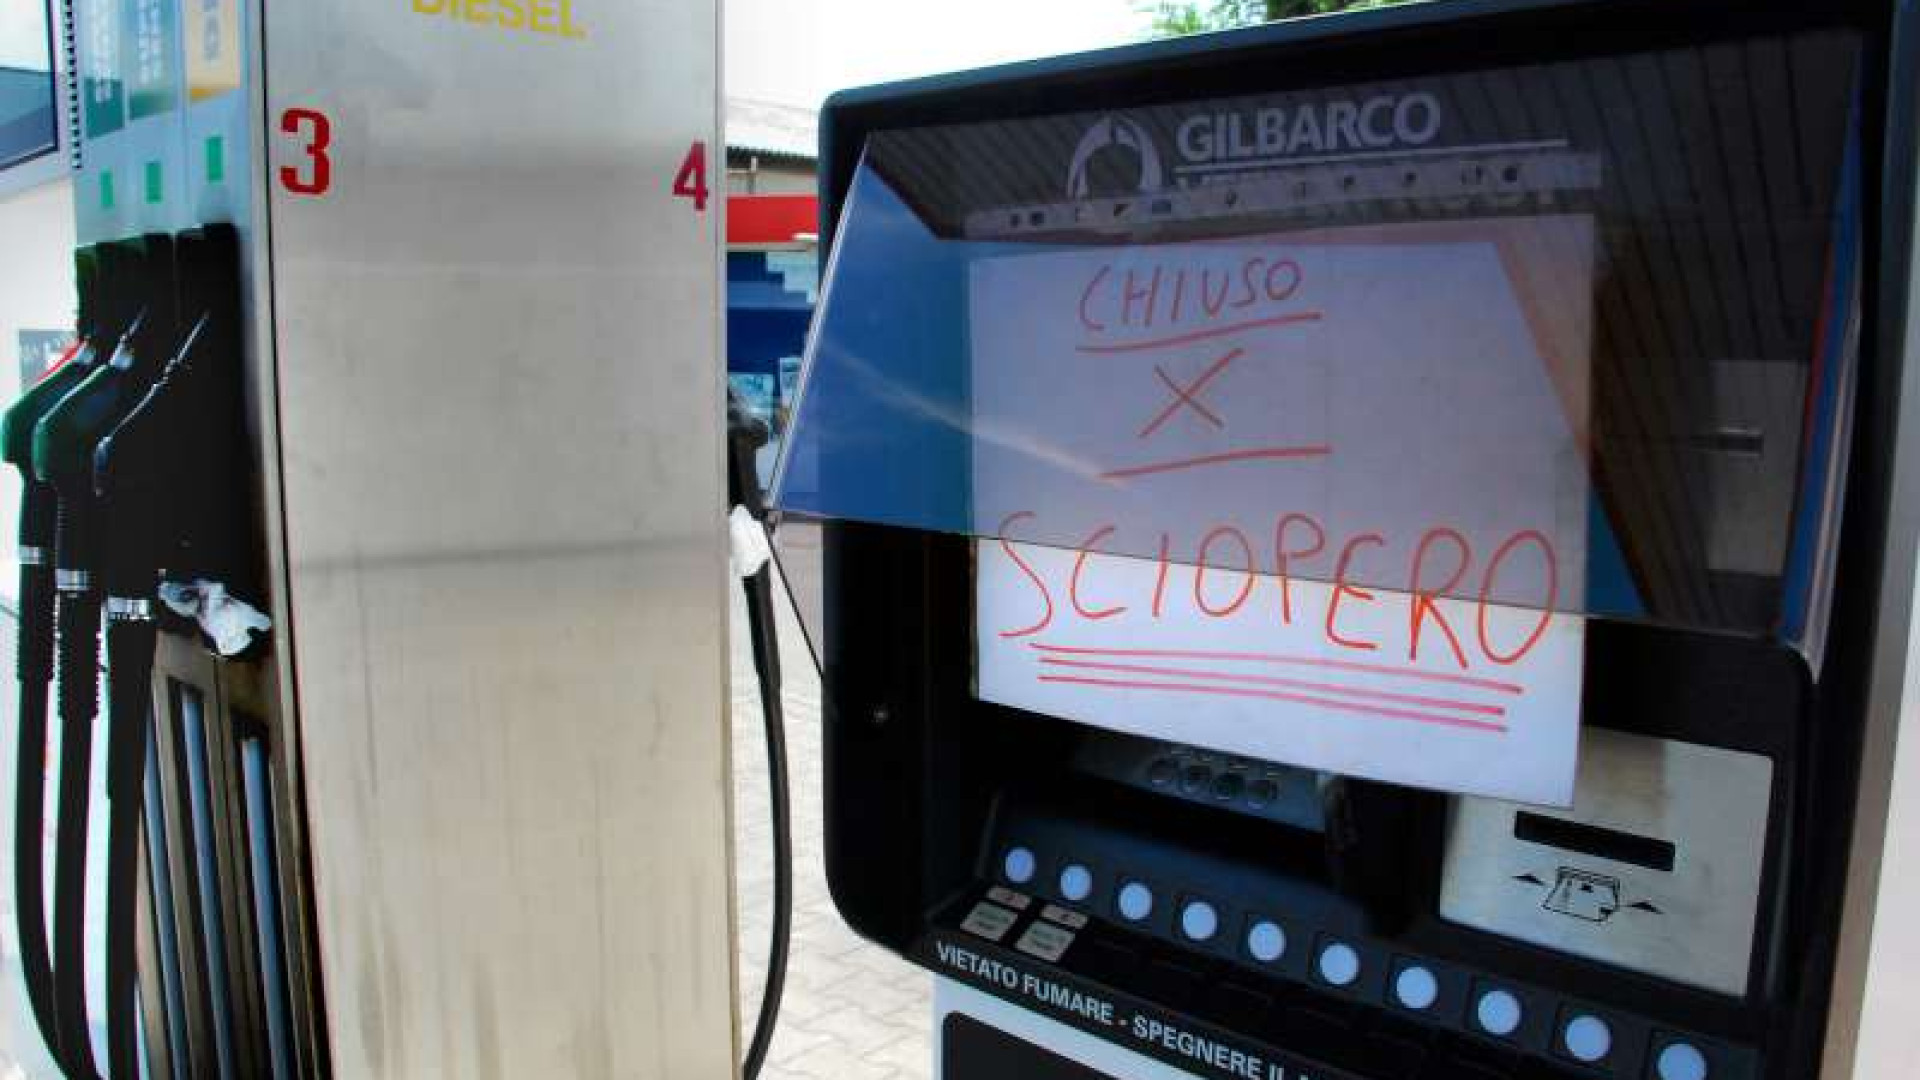 DIESEL
3
4
GILBARCO
CHIUSO
X
SCIOPERO
VIETATO FUMARE - SPEGNERE IL